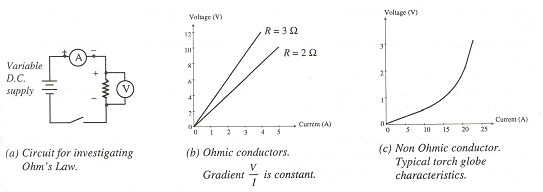 Variable
D.C.
supply
+ A −
+
V
−
(a) Circuit for investigating
Ohm's Law.
Voltage (V)
12
10
8
6
4
2
0
0 1 2 3 4 5
Current (A)
R = 3 Ω
R = 2 Ω
(b) Ohmic conductors.
Gradient V/I is constant.
Voltage (V)
3
2
1
0
0 5 10 15 20 25
Current (A)
(c) Non Ohmic conductor.
Typical torch globe
characteristics.